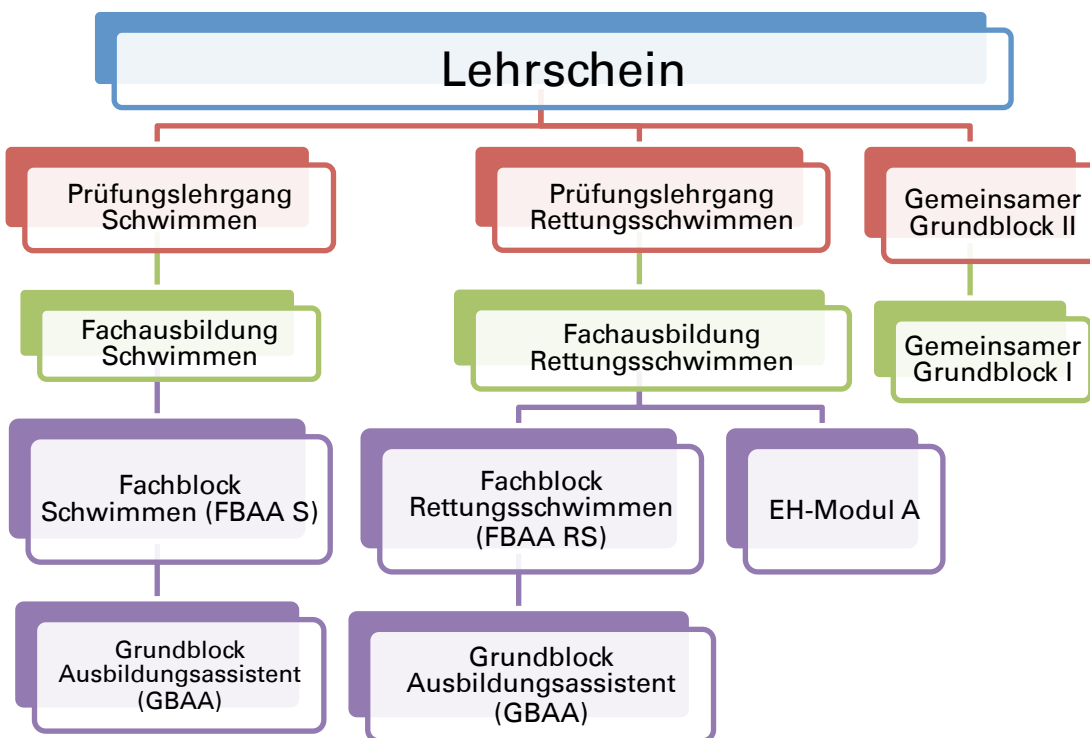 Lehrschein
Prüfungslehrgang
Schwimmen
Prüfungslehrgang
Rettungsschwimmen
Gemeinsamer
Grundblock II
Fachausbildung
Schwimmen
Fachausbildung
Rettungsschwimmen
Gemeinsamer
Grundblock I
Fachblock
Schwimmen (FBAA S)
Fachblock
Rettungsschwimmen
(FBAA RS)
EH-Modul A
Grundblock
Ausbildungsassistent
(GBAA)
Grundblock
Ausbildungsassistent
(GBAA)